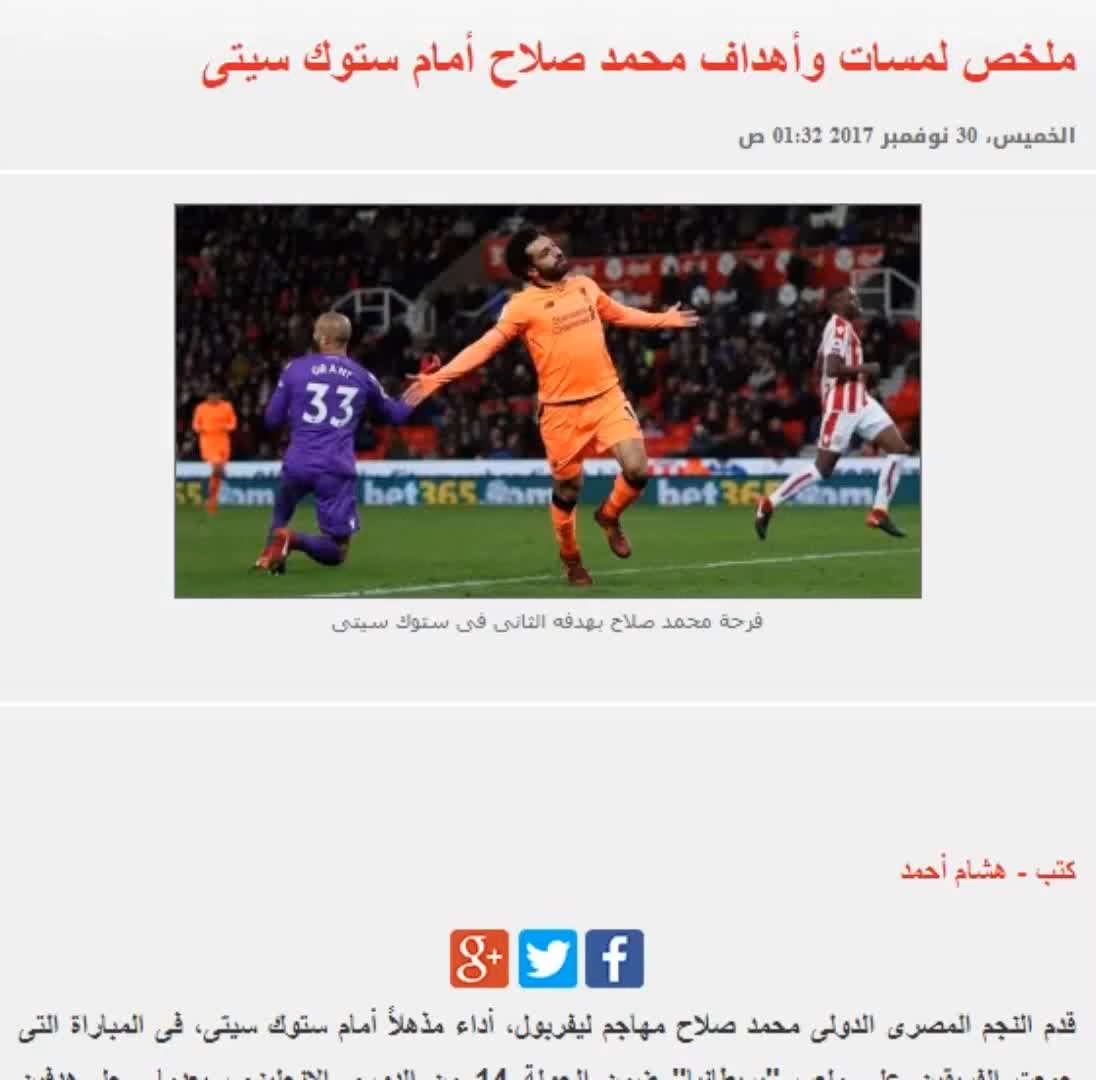 ملخص لمسات وأهداف محمد صلاح أمام ستوك سيتى
الخميس، 30 نوفمبر 2017 01:32 ص
Standard
Chartered
GRANT
33
bet365
bet365
فرحة محمد صلاح بهدفه الثانى فى ستوك سيتى
كتب - هشام أحمد
g+
f
قدم النجم المصرى الدولى محمد صلاح مهاجم ليفربول، أداء مذهلاً أمام ستوك سيتى، فى المباراة التى